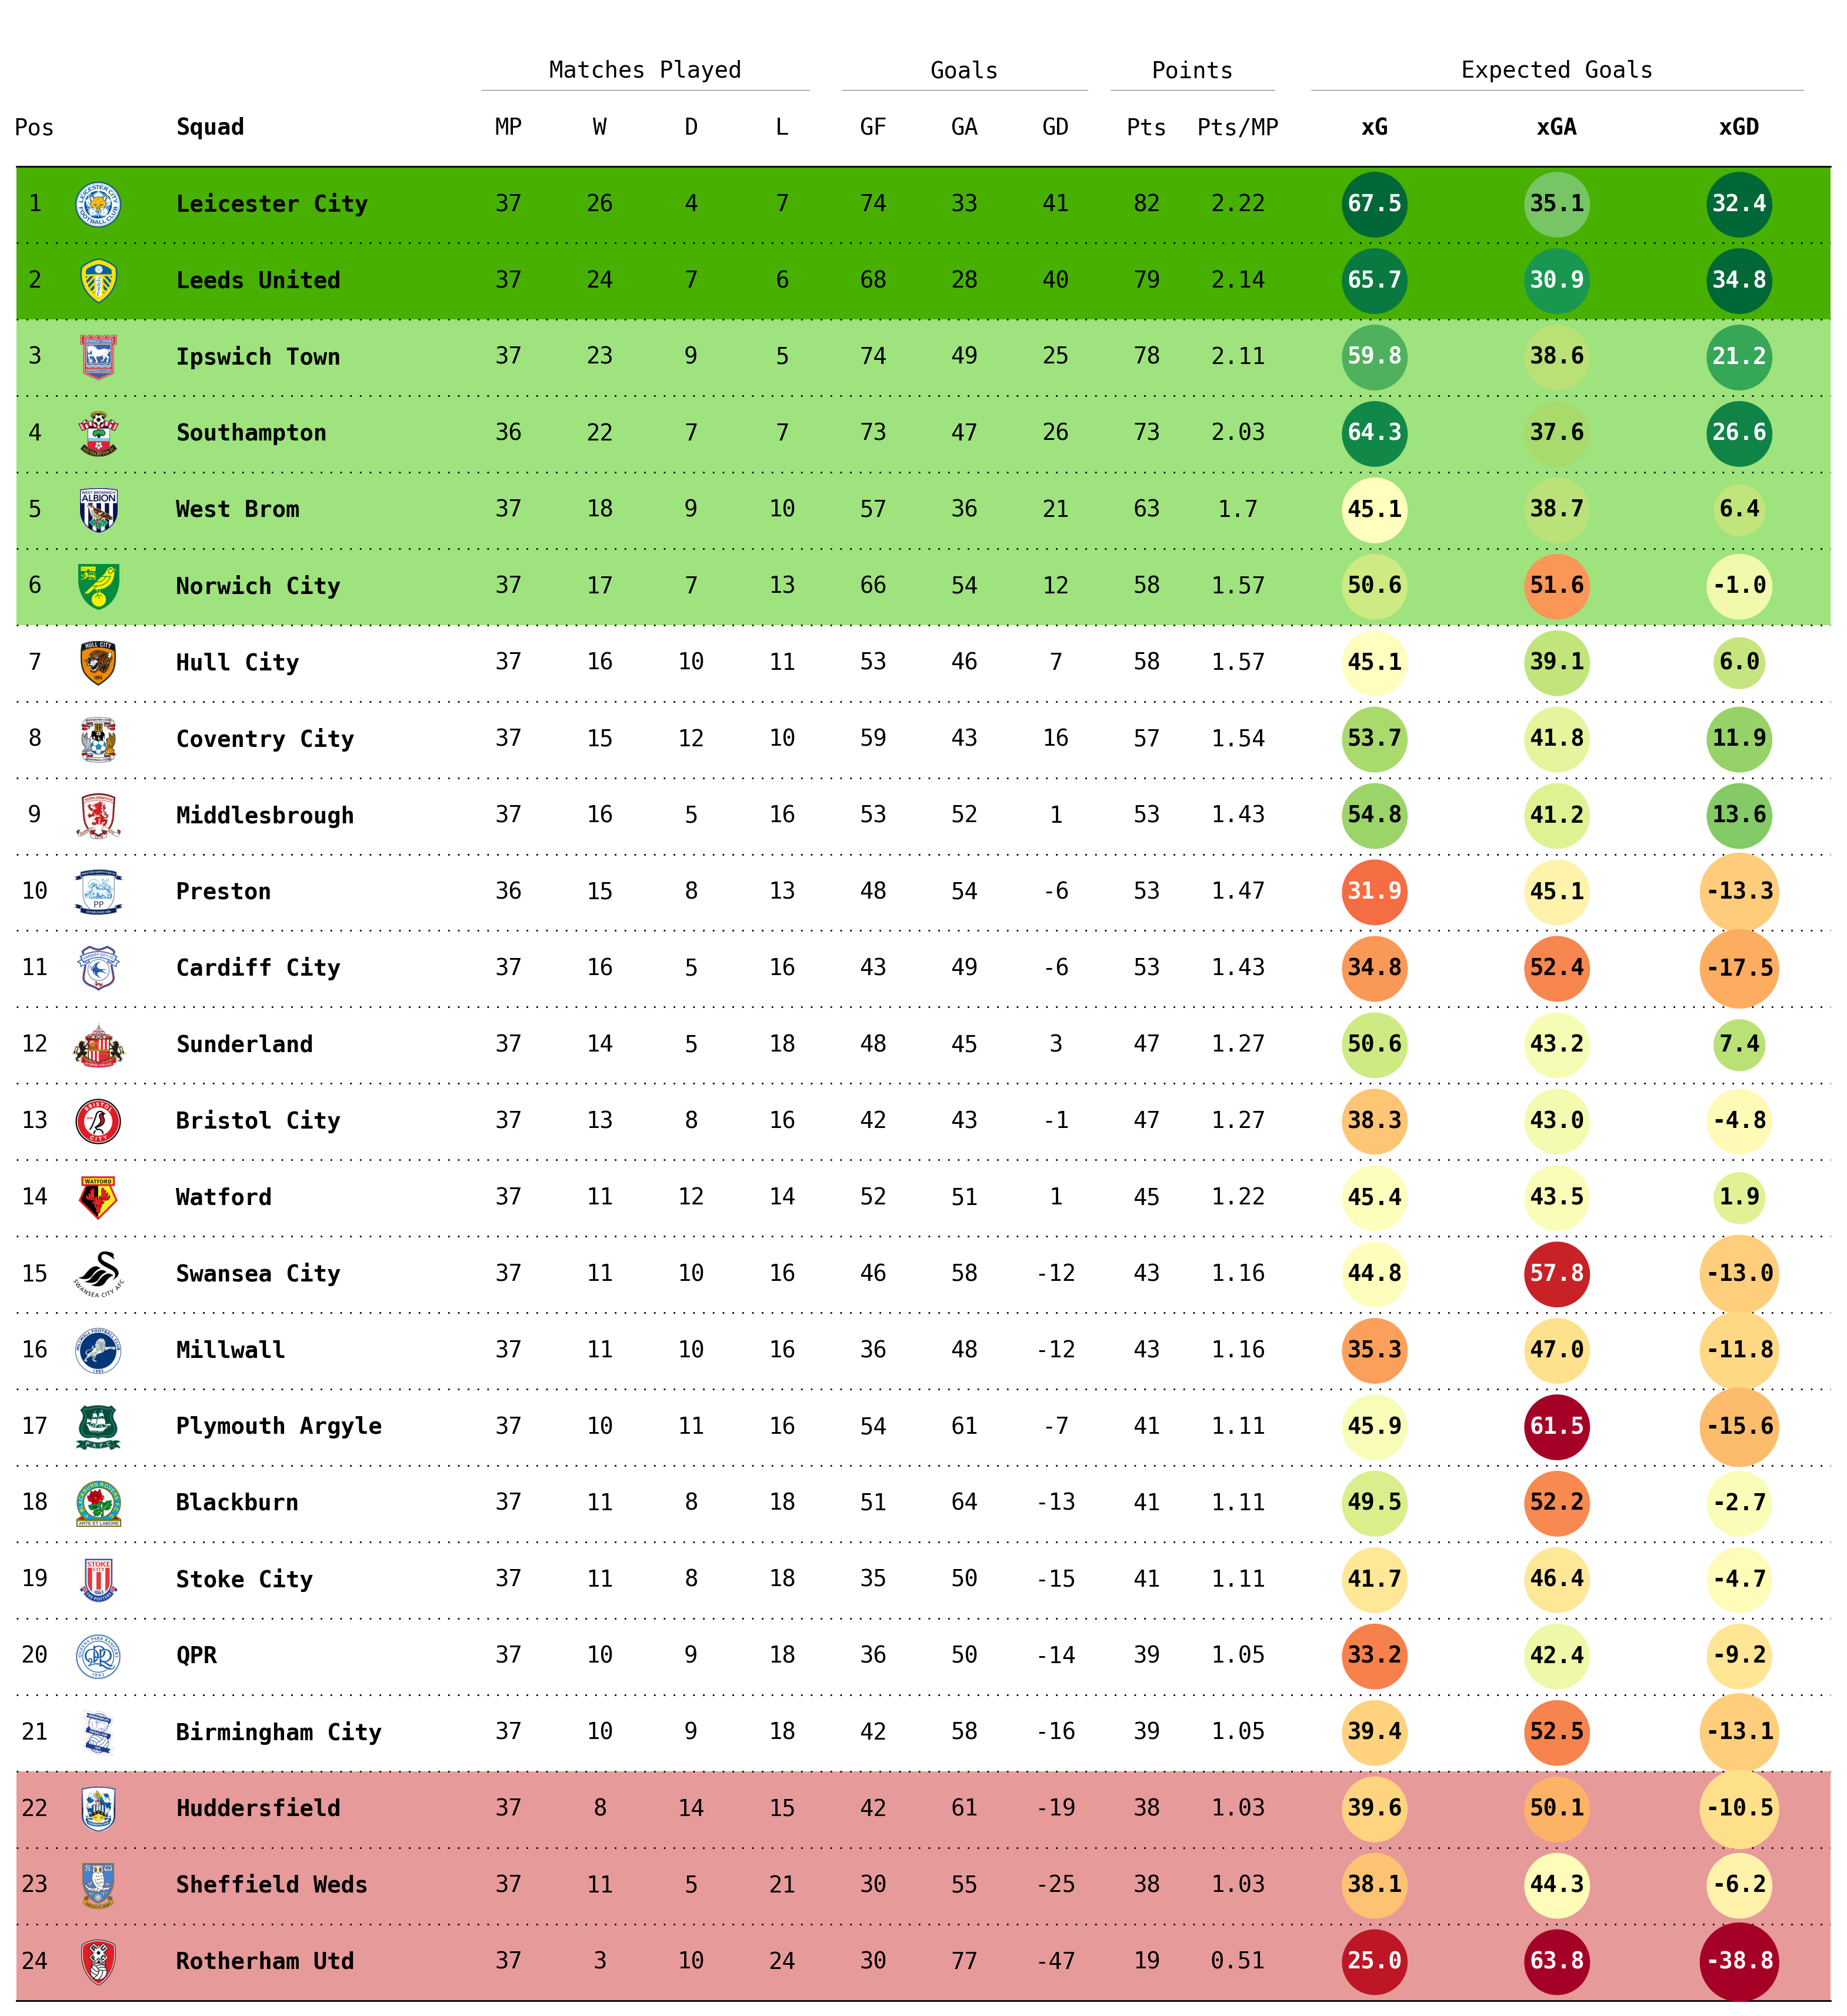 Matches Played Goals Points Expected Goals
Pos Squad MP W D L GF GA GD Pts Pts/MP xG xGA xGD
1 Leicester City 37 26 4 7 74 33 41 82 2.22 67.5 35.1 32.4
2 Leeds United 37 24 7 6 68 28 40 79 2.14 65.7 30.9 34.8
3 Ipswich Town 37 23 9 5 74 49 25 78 2.11 59.8 38.6 21.2
4 Southampton 36 22 7 7 73 47 26 73 2.03 64.3 37.6 26.6
5 West Brom 37 18 9 10 57 36 21 63 1.7 45.1 38.7 6.4
6 Norwich City 37 17 7 13 66 54 12 58 1.57 50.6 51.6 -1.0
7 Hull City 37 16 10 11 53 46 7 58 1.57 45.1 39.1 6.0
8 Coventry City 37 15 12 10 59 43 16 57 1.54 53.7 41.8 11.9
9 Middlesbrough 37 16 5 16 53 52 1 53 1.43 54.8 41.2 13.6
10 Preston 36 15 8 13 48 54 -6 53 1.47 31.9 45.1 -13.3
11 Cardiff City 37 16 5 16 43 49 -6 53 1.43 34.8 52.4 -17.5
12 Sunderland 37 14 5 18 48 45 3 47 1.27 50.6 43.2 7.4
13 Bristol City 37 13 8 16 42 43 -1 47 1.27 38.3 43.0 -4.8
14 Watford 37 11 12 14 52 51 1 45 1.22 45.4 43.5 1.9
15 Swansea City 37 11 10 16 46 58 -12 43 1.16 44.8 57.8 -13.0
16 Millwall 37 11 10 16 36 48 -12 43 1.16 35.3 47.0 -11.8
17 Plymouth Argyle 37 10 11 16 54 61 -7 41 1.11 45.9 61.5 -15.6
18 Blackburn 37 11 8 18 51 64 -13 41 1.11 49.5 52.2 -2.7
19 Stoke City 37 11 8 18 35 50 -15 41 1.11 41.7 46.4 -4.7
20 QPR 37 10 9 18 36 50 -14 39 1.05 33.2 42.4 -9.2
21 Birmingham City 37 10 9 18 42 58 -16 39 1.05 39.4 52.5 -13.1
22 Huddersfield 37 8 14 15 42 61 -19 38 1.03 39.6 50.1 -10.5
23 Sheffield Weds 37 11 5 21 30 55 -25 38 1.03 38.1 44.3 -6.2
24 Rotherham Utd 37 3 10 24 30 77 -47 19 0.51 25.0 63.8 -38.8